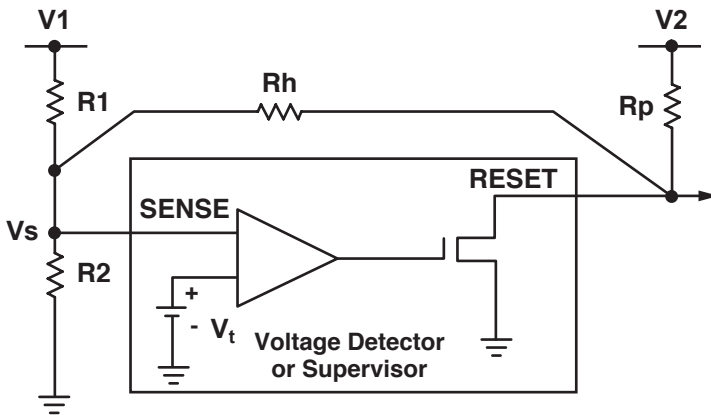 V1
V2
R1
Rh
Rp
RESET
SENSE
Vs
R2
+
- Vt
Voltage Detector
or Supervisor